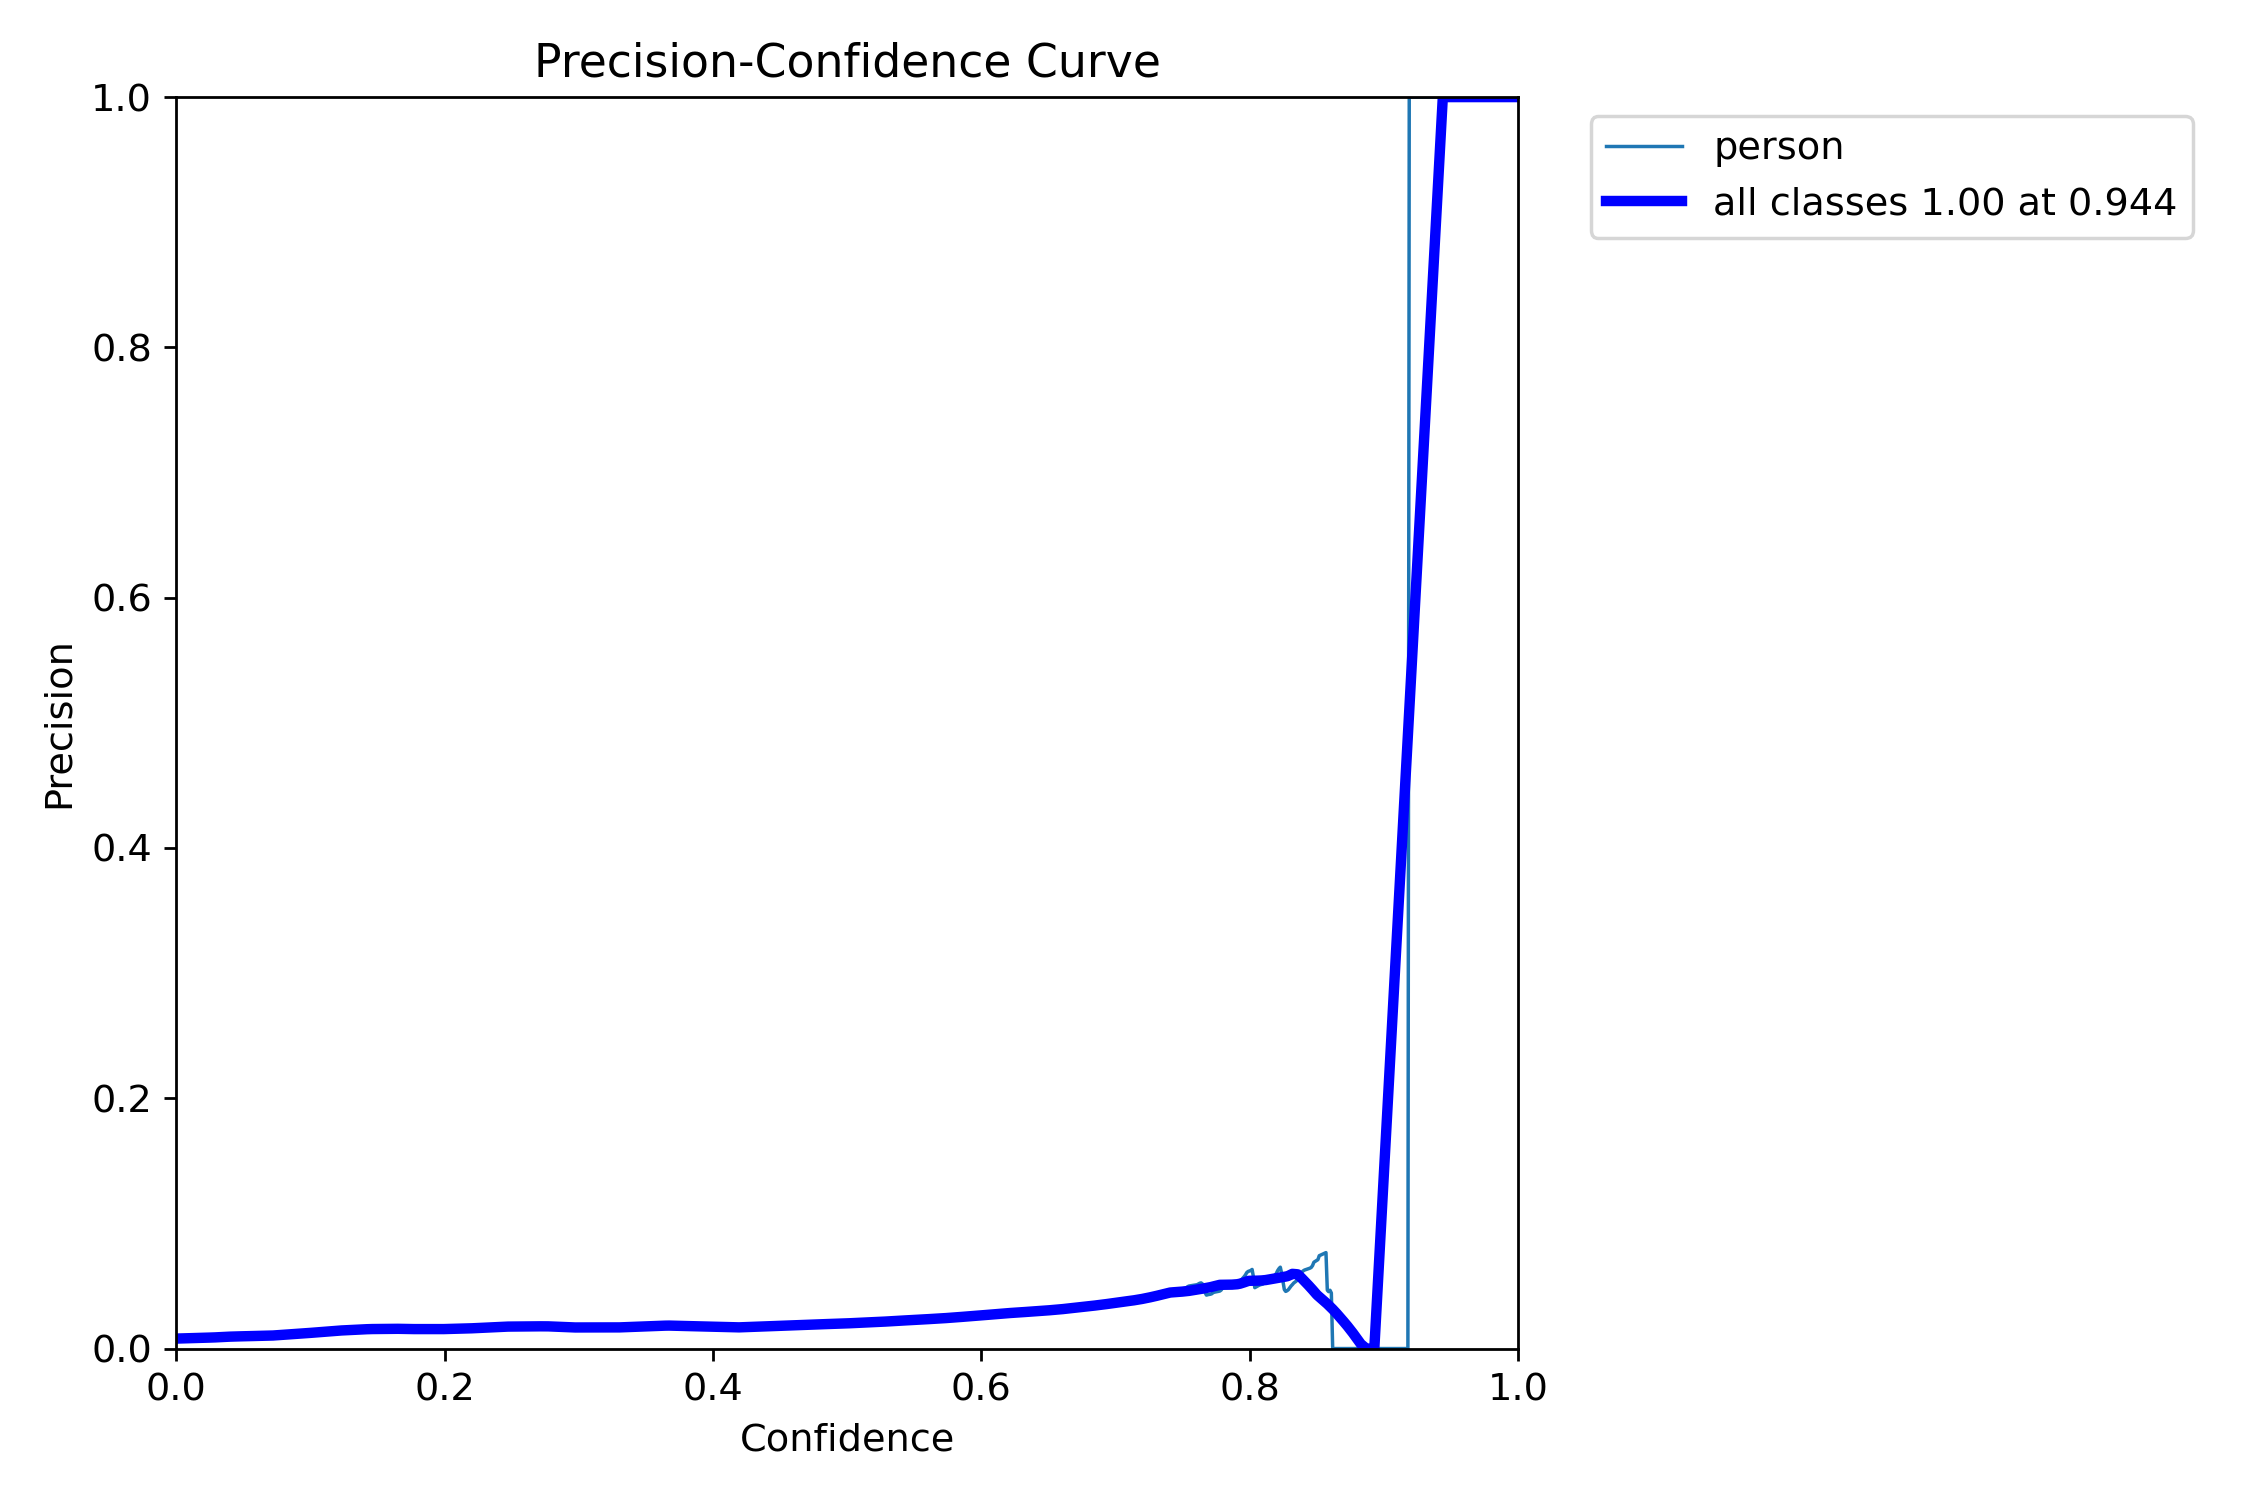 Precision-Confidence Curve
1.0
0.8
0.6
0.4
0.2
0.0
Precision
0.0 0.2 0.4 0.6 0.8 1.0
Confidence
person
all classes 1.00 at 0.944